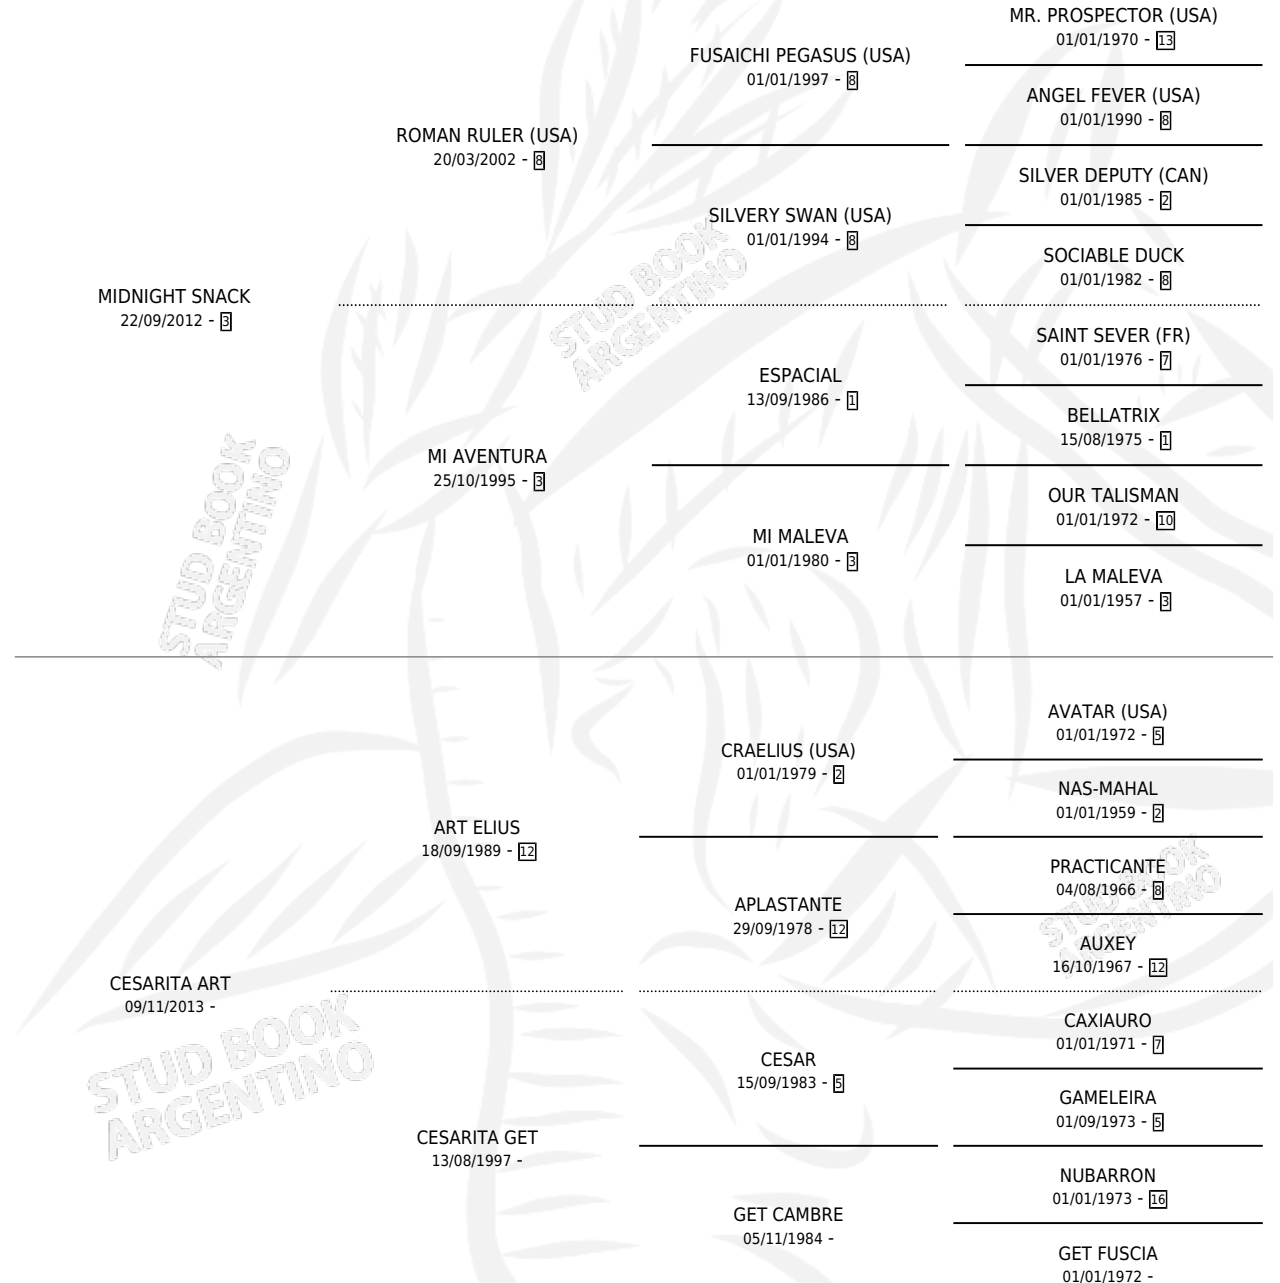 MR. PROSPECTOR (USA)
01/01/1970 - 13
FUSAICHI PEGASUS (USA)
01/01/1997 - 8
ANGEL FEVER (USA)
01/01/1990 - 8
ROMAN RULER (USA)
20/03/2002 - 8
SILVER DEPUTY (CAN)
01/01/1985 - 2
SILVERY SWAN (USA)
01/01/1994 - 8
SOCIABLE DUCK
01/01/1982 - 8
MIDNIGHT SNACK
22/09/2012 - 3
SAINT SEVER (FR)
01/01/1976 - 7
ESPACIAL
13/09/1986 - 1
BELLATRIX
15/08/1975 - 1
MI AVENTURA
25/10/1995 - 3
OUR TALISMAN
01/01/1972 - 10
MI MALEVA
01/01/1980 - 3
LA MALEVA
01/01/1957 - 3
AVATAR (USA)
01/01/1972 - 5
CRAELIUS (USA)
01/01/1979 - 2
NAS-MAHAL
01/01/1959 - 2
ART ELIUS
18/09/1989 - 12
PRACTICANTE
04/08/1966 - 8
APLASTANTE
29/09/1978 - 12
AUXEY
16/10/1967 - 12
CESARITA ART
09/11/2013 -
CAXIAURO
01/01/1971 - 7
CESAR
15/09/1983 - 5
GAMELEIRA
01/09/1973 - 5
CESARITA GET
13/08/1997 -
NUBARRON
01/01/1973 - 16
GET CAMBRE
05/11/1984 -
GET FUSCIA
01/01/1972 -
STUD BOOK
ARGENTINO
STUD BOOK
ARGENTINO
STUD BOOK
ARGENTINO
STUD BOOK
ARGENTINO